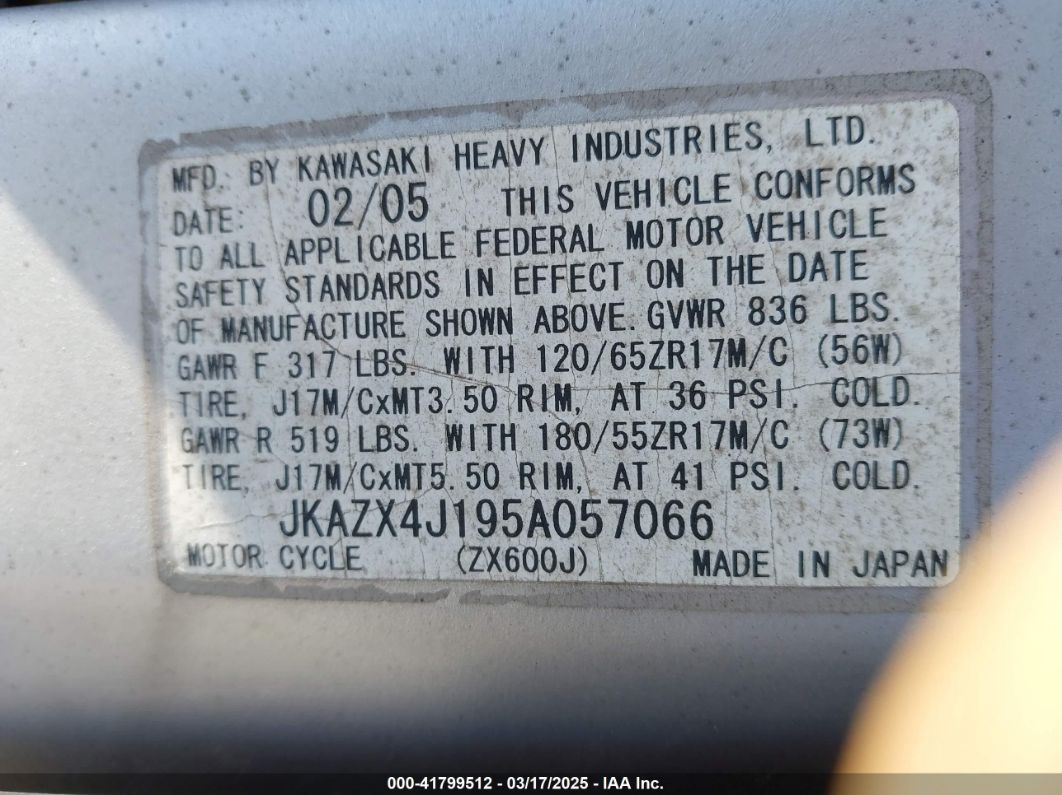 MFD. BY KAWASAKI HEAVY INDUSTRIES, LTD.
DATE: 02/05 THIS VEHICLE CONFORMS
TO ALL APPLICABLE FEDERAL MOTOR VEHICLE
SAFETY STANDARDS IN EFFECT ON THE DATE
OF MANUFACTURE SHOWN ABOVE. GVWR 836 LBS.
GAWR F 317 LBS. WITH 120/65ZR17M/C (56W)
TIRE, J17M/CxMT3.50 RIM, AT 36 PSI. COLD.
GAWR R 519 LBS. WITH 180/55ZR17M/C (73W)
TIRE, J17M/CxMT5.50 RIM, AT 41 PSI. COLD.
JKAZX4J195A057066
MOTOR CYCLE (ZX600J) MADE IN JAPAN
000-41799512 - 03/17/2025 - IAA Inc.